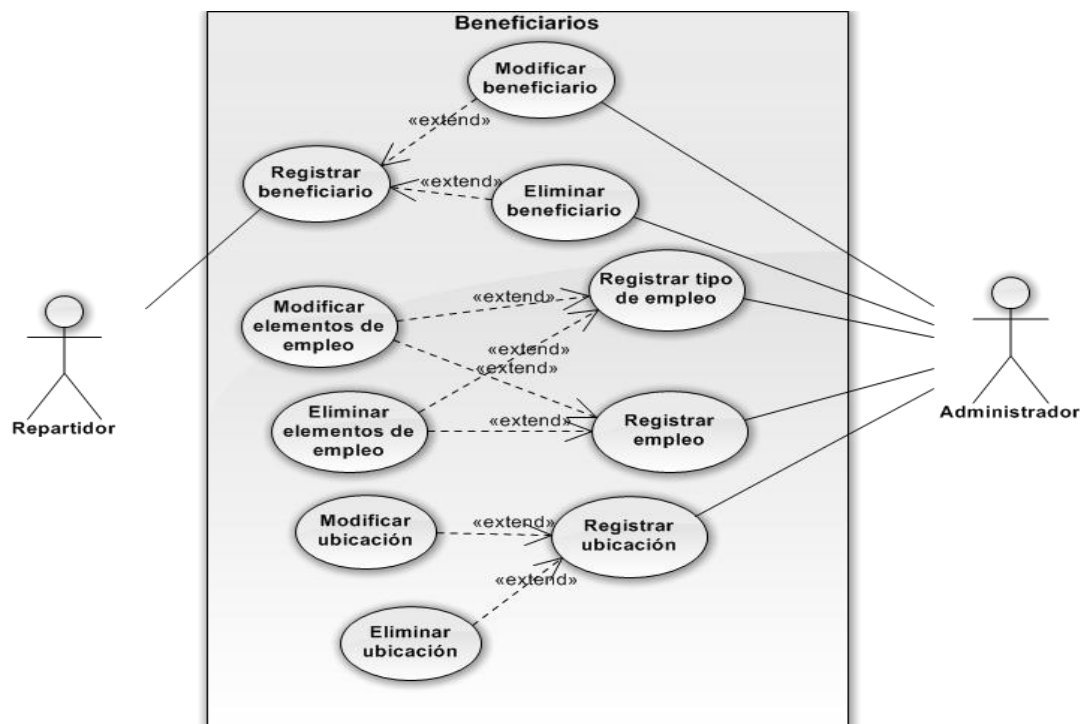 Beneficiarios
Modificar
beneficiario
«extend»
Registrar
beneficiario
«extend»
Eliminar
beneficiario
Registrar tipo
de empleo
«extend»
Modificar
elementos de
empleo
«extend»
«extend»
Eliminar
elementos de
empleo
«extend»
Registrar
empleo
Repartidor
Administrador
Modificar
ubicación
«extend»
Registrar
ubicación
«extend»
Eliminar
ubicación